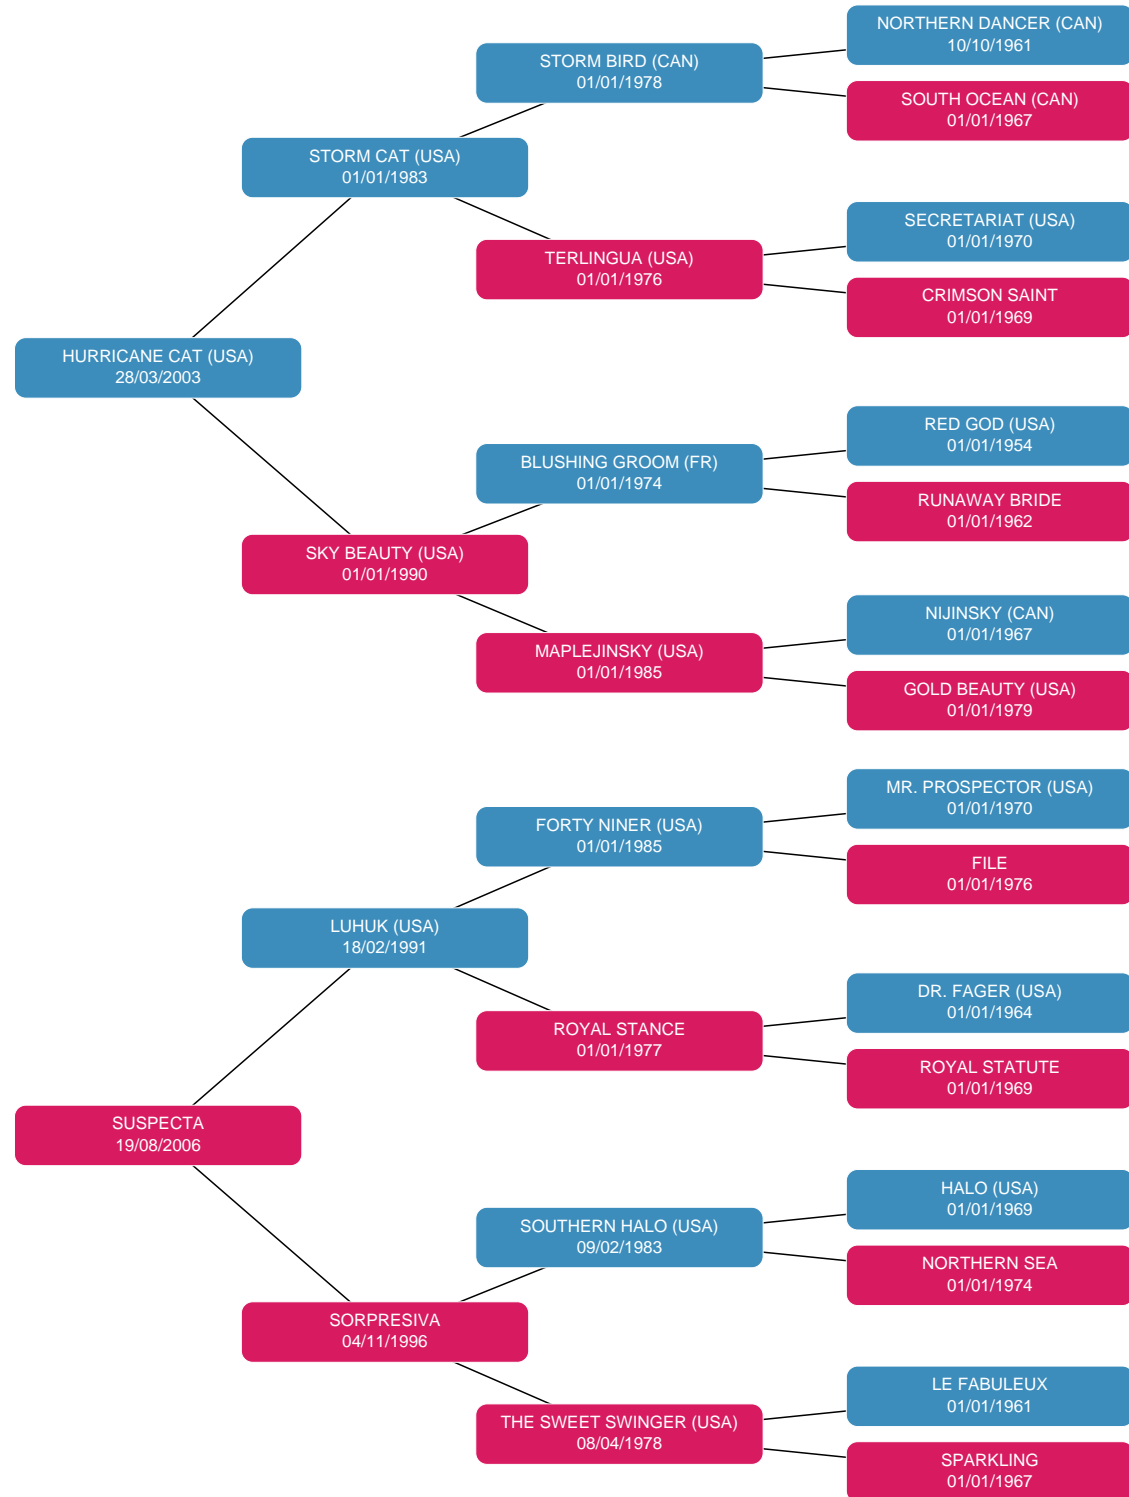 NORTHERN DANCER (CAN)
10/10/1961
STORM BIRD (CAN)
01/01/1978
SOUTH OCEAN (CAN)
01/01/1967
STORM CAT (USA)
01/01/1983
SECRETARIAT (USA)
01/01/1970
TERLINGUA (USA)
01/01/1976
CRIMSON SAINT
01/01/1969
HURRICANE CAT (USA)
28/03/2003
RED GOD (USA)
01/01/1954
BLUSHING GROOM (FR)
01/01/1974
RUNAWAY BRIDE
01/01/1962
SKY BEAUTY (USA)
01/01/1990
NIJINSKY (CAN)
01/01/1967
MAPLEJINSKY (USA)
01/01/1985
GOLD BEAUTY (USA)
01/01/1979
MR. PROSPECTOR (USA)
01/01/1970
FORTY NINER (USA)
01/01/1985
FILE
01/01/1976
LUHUK (USA)
18/02/1991
DR. FAGER (USA)
01/01/1964
ROYAL STANCE
01/01/1977
ROYAL STATUTE
01/01/1969
SUSPECTA
19/08/2006
HALO (USA)
01/01/1969
SOUTHERN HALO (USA)
09/02/1983
NORTHERN SEA
01/01/1974
SORPRESIVA
04/11/1996
LE FABULEUX
01/01/1961
THE SWEET SWINGER (USA)
08/04/1978
SPARKLING
01/01/1967